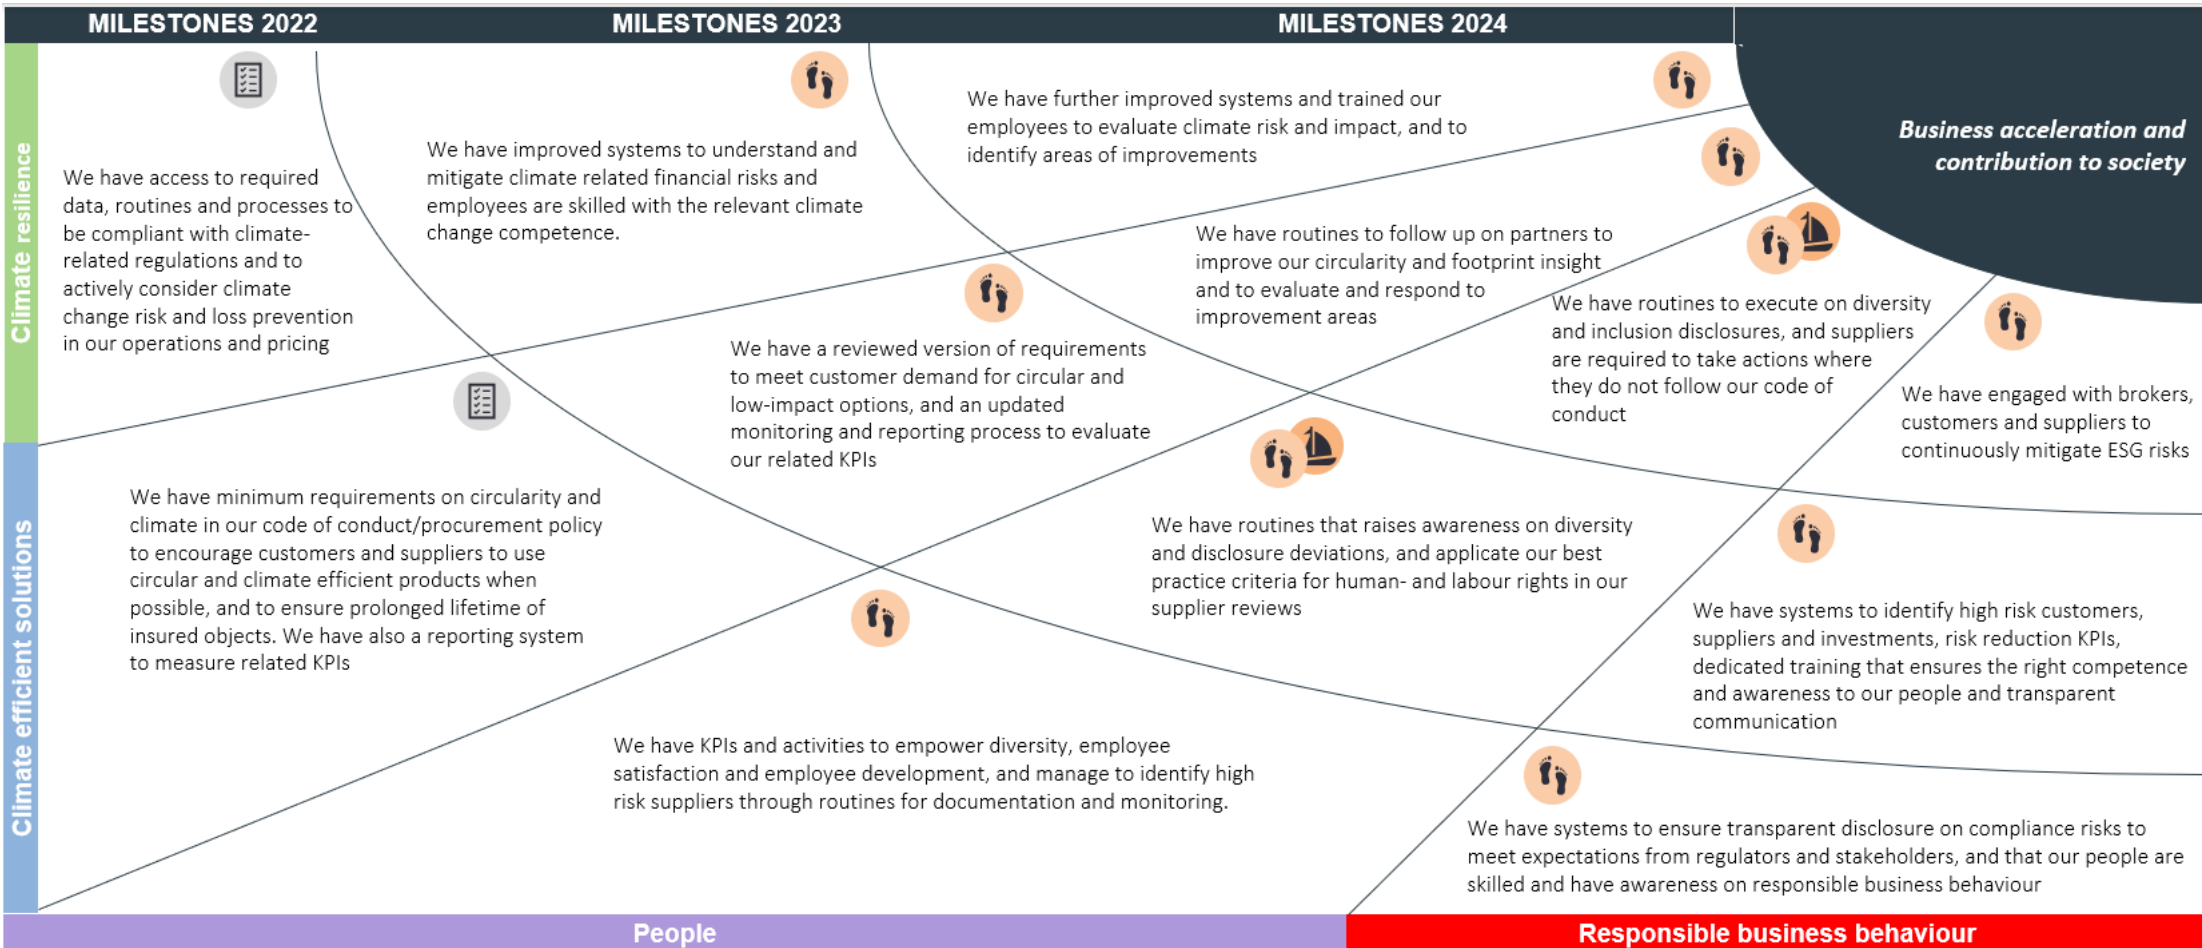 MILESTONES 2022
MILESTONES 2023
MILESTONES 2024
Business acceleration and
contribution to society
Climate resilience
We have access to required
data, routines and processes to
be compliant with climate-
related regulations and to
actively consider climate
change risk and loss prevention
in our operations and pricing
We have improved systems to understand and
mitigate climate related financial risks and
employees are skilled with the relevant climate
change competence.
We have further improved systems and trained our
employees to evaluate climate risk and impact, and to
identify areas of improvements
Climate efficient solutions
We have minimum requirements on circularity and
climate in our code of conduct/procurement policy
to encourage customers and suppliers to use
circular and climate efficient products when
possible, and to ensure prolonged lifetime of
insured objects. We have also a reporting system
to measure related KPIs
We have a reviewed version of requirements
to meet customer demand for circular and
low-impact options, and an updated
monitoring and reporting process to evaluate
our related KPIs
We have routines to follow up on partners to
improve our circularity and footprint insight
and to evaluate and respond to
improvement areas
We have KPIs and activities to empower diversity, employee
satisfaction and employee development, and manage to identify high
risk suppliers through routines for documentation and monitoring.
We have routines that raises awareness on diversity
and disclosure deviations, and applicate our best
practice criteria for human- and labour rights in our
supplier reviews
We have routines to execute on diversity
and inclusion disclosures, and suppliers
are required to take actions where
they do not follow our code of
conduct
We have systems to ensure transparent disclosure on compliance risks to
meet expectations from regulators and stakeholders, and that our people are
skilled and have awareness on responsible business behaviour
We have systems to identify high risk customers,
suppliers and investments, risk reduction KPIs,
dedicated training that ensures the right competence
and awareness to our people and transparent
communication
We have engaged with brokers,
customers and suppliers to
continuously mitigate ESG risks
People
Responsible business behaviour